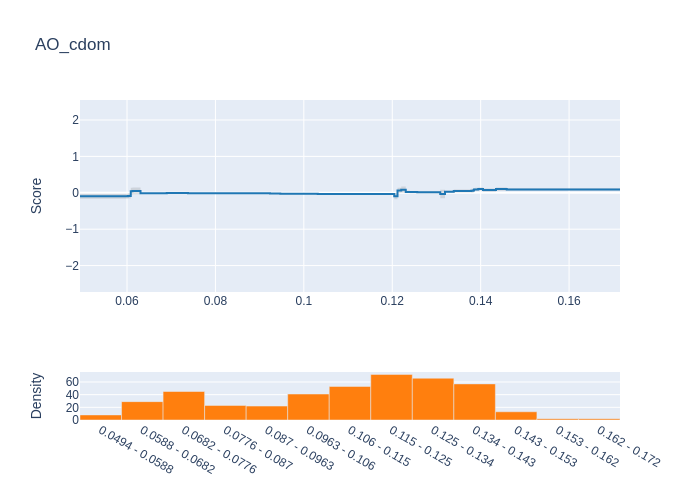 AO_cdom
2
1
0
−1
−2
Score
0.06
0.08
0.1
0.12
0.14
0.16
60
40
20
0
Density
0.0494 - 0.0588
0.0588 - 0.0682
0.0682 - 0.0776
0.0776 - 0.087
0.087 - 0.0963
0.0963 - 0.106
0.106 - 0.115
0.115 - 0.125
0.125 - 0.134
0.134 - 0.143
0.143 - 0.153
0.153 - 0.162
0.162 - 0.172